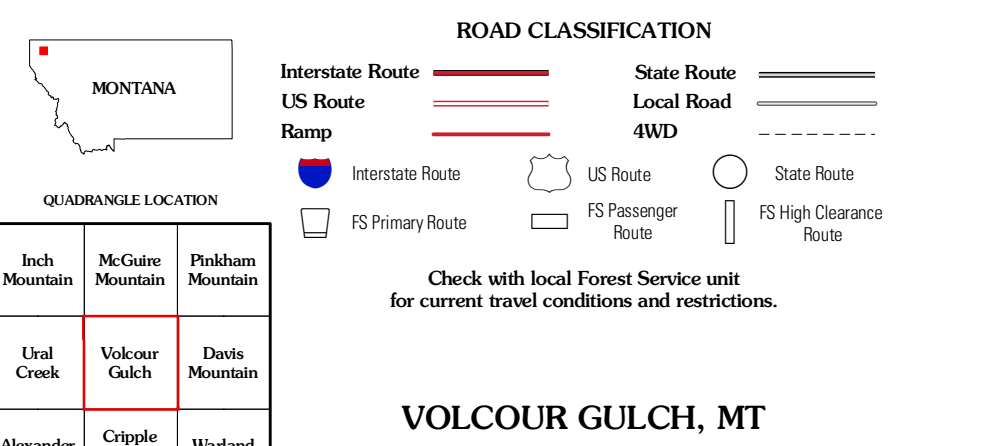 ROAD CLASSIFICATION
MONTANA
QUADRANGLE LOCATION
Interstate Route
State Route
US Route
Local Road
Ramp
4WD
Interstate Route
US Route
State Route
FS Primary Route
FS Passenger
Route
FS High Clearance
Route
Check with local Forest Service unit
for current travel conditions and restrictions.
Inch
Mountain
McGuire
Mountain
Pinkham
Mountain
Ural
Creek
Volcour
Gulch
Davis
Mountain
Alexander
Cripple
Warland
VOLCOUR GULCH, MT